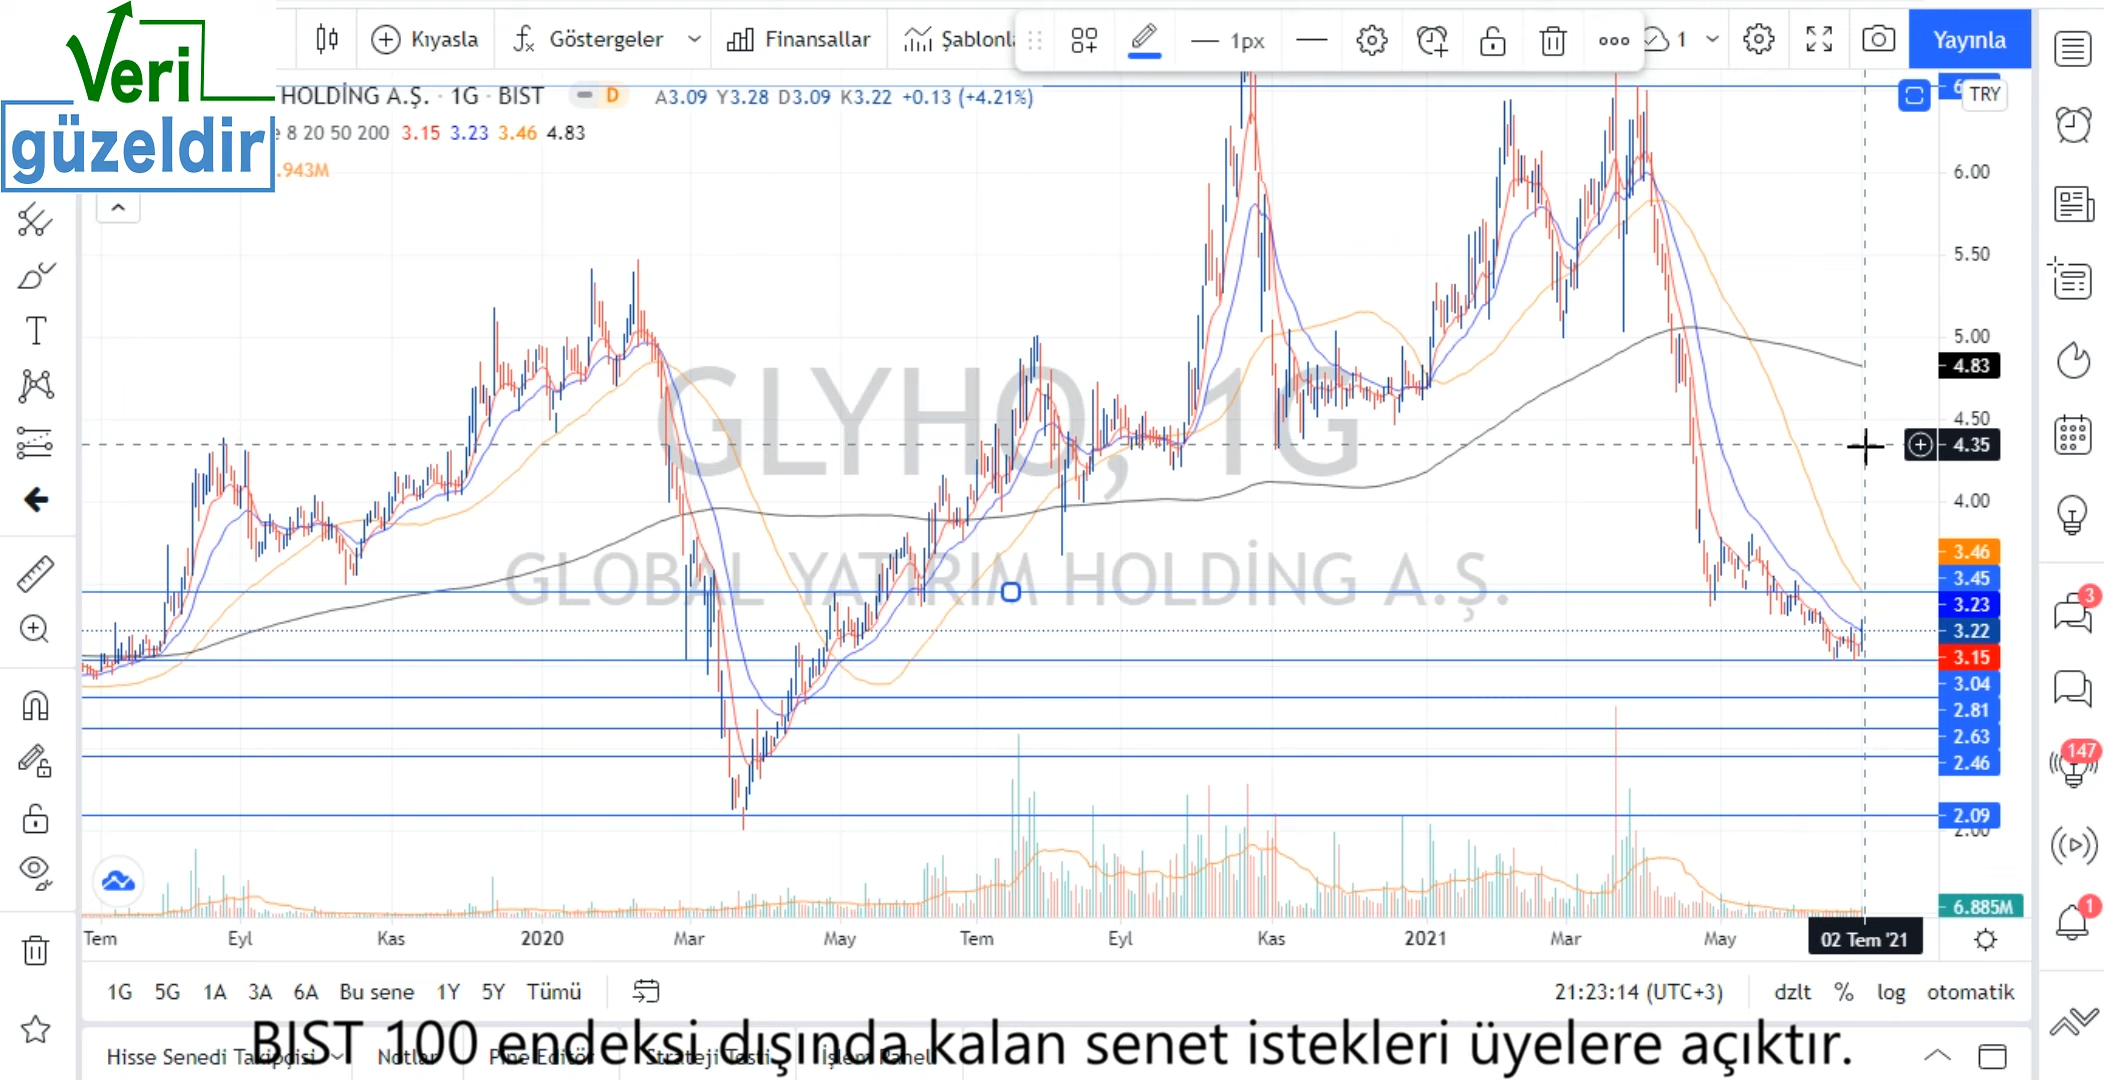 Veri
güzeldir
Kıyasla
Göstergeler
Finansallar
Şablonl
1px
1
Yayınla
HOLDİNG A.Ş. · 1G · BIST
D
A3.09 Y3.28 D3.09 K3.22 +0.13 (+4.21%)
TRY
e 8 20 50 200 3.15 3.23 3.46 4.83
.943M
GLYHO, 1G
GLOBAL YATIRIM HOLDİNG A.Ş.
6.00
5.50
5.00
4.83
4.50
4.35
4.00
3.46
3.45
3.23
3.22
3.15
3.04
2.81
2.63
2.46
2.09
2.00
6.885M
3
147
1
Tem Eyl Kas 2020 Mar May Tem Eyl Kas 2021 Mar May 02 Tem '21
1G 5G 1A 3A 6A Bu sene 1Y 5Y Tümü
21:23:14 (UTC+3) dzlt % log otomatik
BIST 100 endeksi dışında kalan senet istekleri üyelere açıktır.
Hisse Senedi Takipçisi Notlar Pine Editör Strateji Testi İşlem Paneli